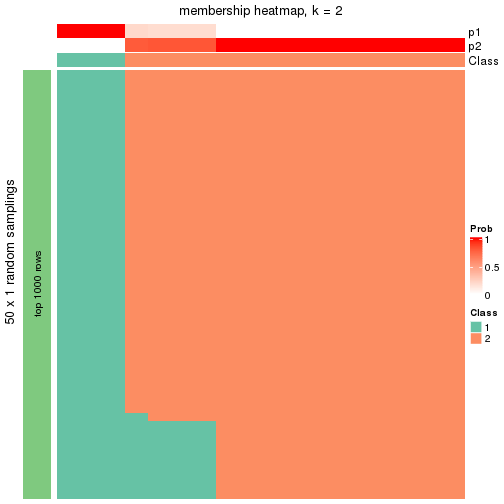 membership heatmap, k = 2
p1
p2
Class
50 x 1 random samplings
top 1000 rows
Prob
1
0.5
0
Class
1
2